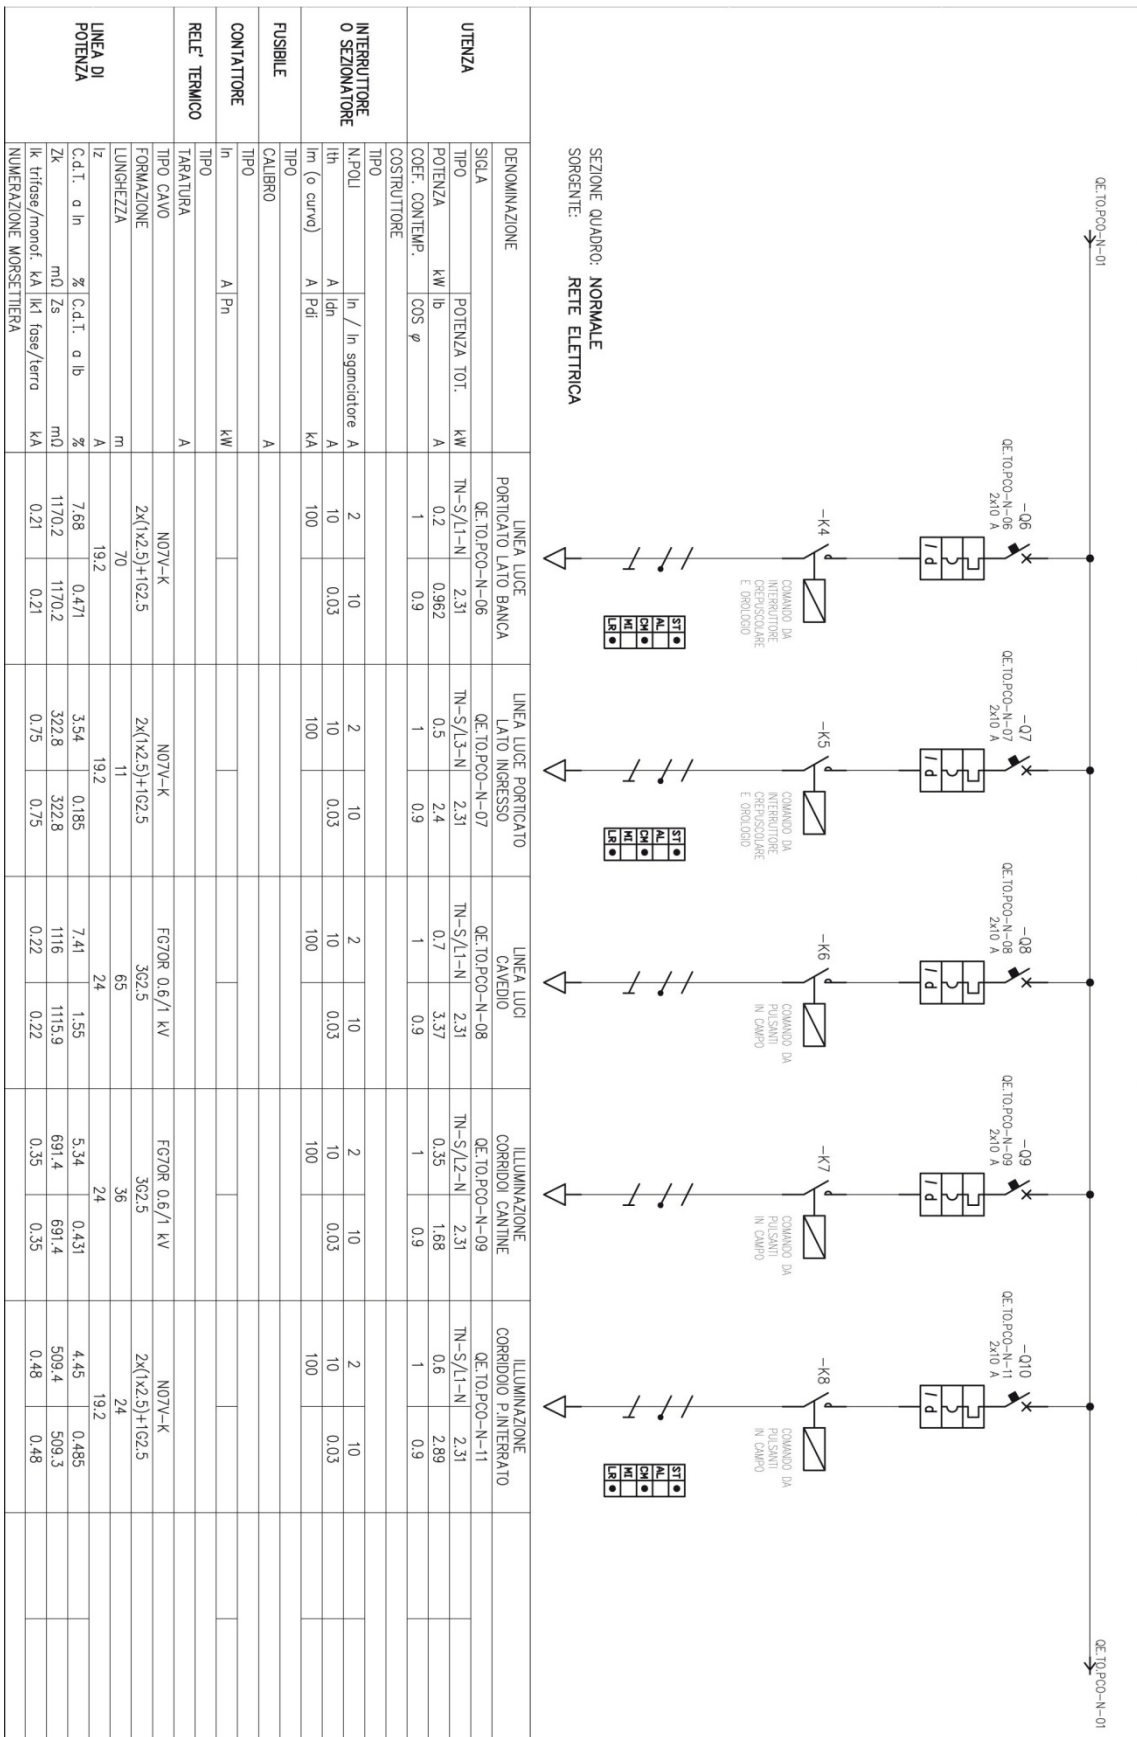 QE.TO.PCO-N-01
QE.TO.PCO-N-01
-Q6
QE.TO.PCO-N-06
2x10 A
-Q7
QE.TO.PCO-N-07
2x10 A
-Q8
QE.TO.PCO-N-08
2x10 A
-Q9
QE.TO.PCO-N-09
2x10 A
-Q10
QE.TO.PCO-N-11
2x10 A
I d
I d
I d
I d
I d
-K4
COMANDO DA
INTERRUTTORE
CREPUSCOLARE
E OROLOGIO
-K5
COMANDO DA
INTERRUTTORE
CREPUSCOLARE
E OROLOGIO
-K6
COMANDO DA
PULSANTI
IN CAMPO
-K7
COMANDO DA
PULSANTI
IN CAMPO
-K8
COMANDO DA
PULSANTI
IN CAMPO
ST
AL
CM
MI
LR
ST
AL
CM
MI
LR
ST
AL
CM
MI
LR
SEZIONE QUADRO: NORMALE
SORGENTE: RETE ELETTRICA
DENOMINAZIONE LINEA LUCE PORTICATO LATO BANCA LINEA LUCE PORTICATO LATO INGRESSO LINEA LUCI CAVEDIO ILLUMINAZIONE CORRIDOI CANTINE ILLUMINAZIONE CORRIDOIO P.INTERRATO
UTENZA
SIGLA QE.TO.PCO-N-06 QE.TO.PCO-N-07 QE.TO.PCO-N-08 QE.TO.PCO-N-09 QE.TO.PCO-N-11
TIPO POTENZA TOT. kW TN-S/L1-N 2.31 TN-S/L3-N 2.31 TN-S/L1-N 2.31 TN-S/L2-N 2.31 TN-S/L1-N 2.31
POTENZA kW Ib A 0.2 0.962 0.5 2.4 0.7 3.37 0.35 1.68 0.6 2.89
COEF. CONTEMP. COS φ 1 0.9 1 0.9 1 0.9 1 0.9 1 0.9
INTERRUTTORE
O SEZIONATORE
COSTRUTTORE
TIPO
N.POLI In / In sganciatore A 2 10 2 10 2 10 2 10 2 10
Ith A Idn A 10 0.03 10 0.03 10 0.03 10 0.03 10 0.03
Im (o curva) A Pdi kA 100 100 100 100 100
FUSIBILE
TIPO
CALIBRO A
CONTATTORE
TIPO
In A Pn kW
RELE' TERMICO
TIPO
TARATURA A
LINEA DI
POTENZA
TIPO CAVO N07V-K N07V-K FG7OR 0.6/1 kV FG7OR 0.6/1 kV N07V-K
FORMAZIONE 2x(1x2.5)+1G2.5 2x(1x2.5)+1G2.5 3G2.5 3G2.5 2x(1x2.5)+1G2.5
LUNGHEZZA m 70 11 65 36 24
Iz A 19.2 19.2 24 24 19.2
C.d.T. a In % C.d.T. a Ib % 7.68 0.471 3.54 0.185 7.41 1.55 5.34 0.431 4.45 0.485
Zk mΩ Zs mΩ 1170.2 1170.2 322.8 322.8 1116 1115.9 691.4 691.4 509.4 509.3
Ik trifase/monof. kA Ik1 fase/terra kA 0.21 0.21 0.75 0.75 0.22 0.22 0.35 0.35 0.48 0.48
NUMERAZIONE MORSETTIERA